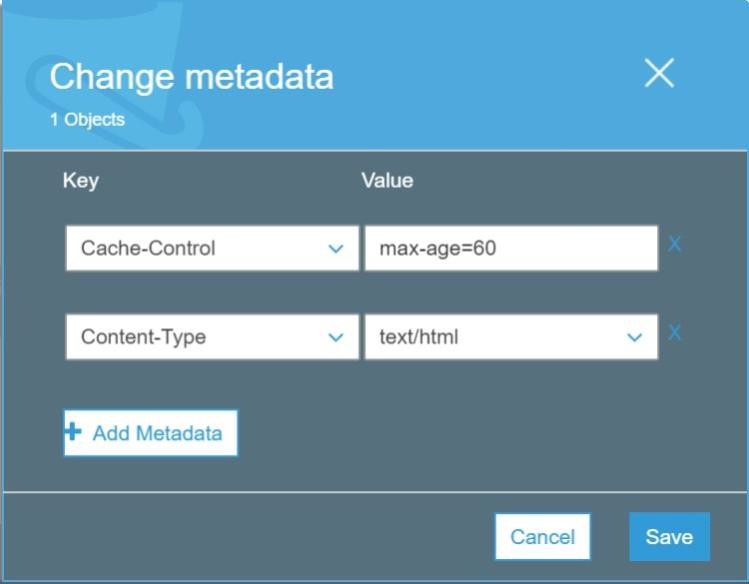 Change metadata
1 Objects
Key Value
Cache-Control max-age=60 X
Content-Type text/html X
+ Add Metadata
Cancel Save